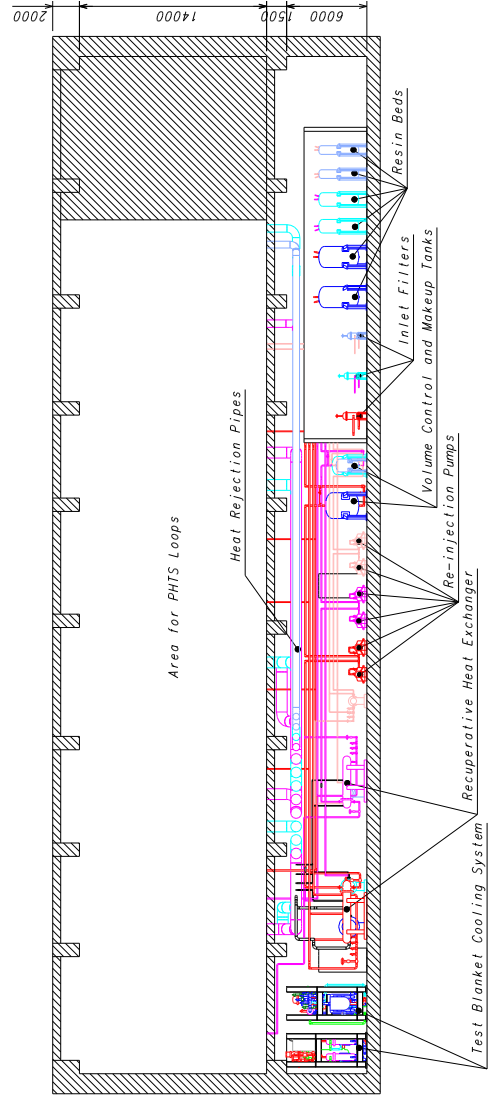 2000
14000
1500
6000
Resin Beds
Inlet Filters
Volume Control and Makeup Tanks
Heat Rejection Pipes
Re-injection Pumps
Area for PHTS Loops
Recuperative Heat Exchanger
Test Blanket Cooling System